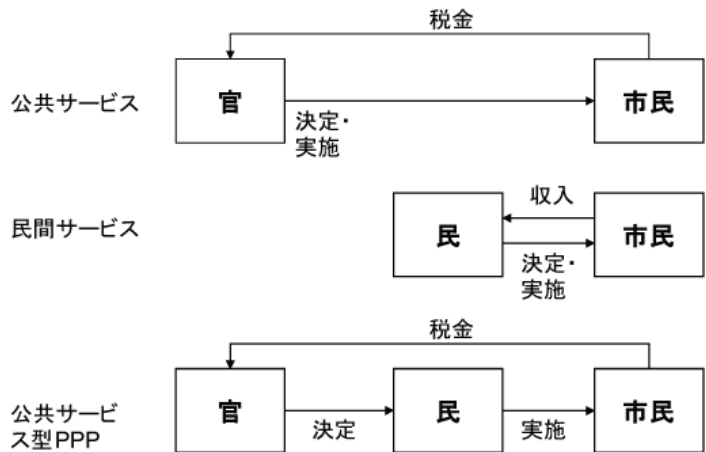 税金
公共サービス
官
市民
決定・
実施
収入
民間サービス
民
市民
決定・
実施
税金
官
民
市民
公共サービ
ス型PPP
決定
実施